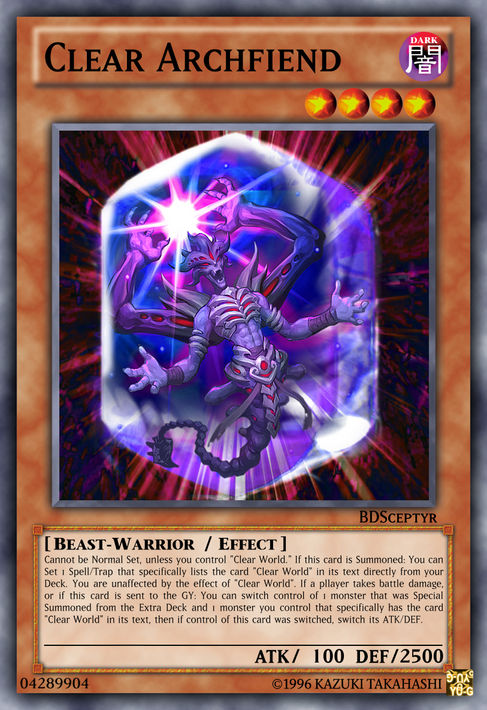 Clear Archfiend
DARK
闇
BDSceptyr
[ Beast-Warrior / Effect ]
Cannot be Normal Set, unless you control "Clear World." If this card is Summoned: You can
Set 1 Spell/Trap that specifically lists the card "Clear World" in its text directly from your
Deck. You are unaffected by the effect of "Clear World". If a pllayer takes battle damage,
or if this card is sent to the GY: You can switch control of 1 monster that was Special
Summoned from the Extra Deck and 1 monster you control that specifically has the card
"Clear World" in its text, then if control of this card was switched, switch its ATK/DEF.
ATK/ 100 DEF/2500
04289904
©1996 KAZUKI TAKAHASHI